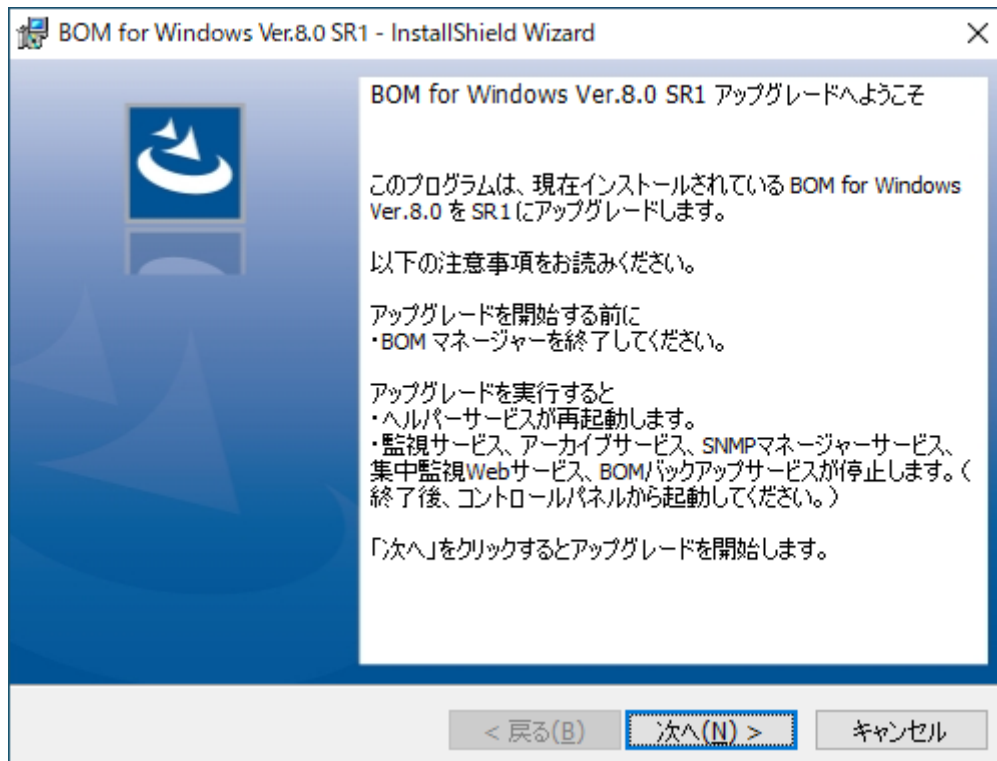 BOM for Windows Ver.8.0 SR1 - InstallShield Wizard
BOM for Windows Ver.8.0 SR1 アップグレードへようこそ
このプログラムは、現在インストールされている BOM for Windows
Ver.8.0 を SR1にアップグレードします。
以下の注意事項をお読みください。
アップグレードを開始する前に
・BOM マネージャーを終了してください。
アップグレードを実行すると
・ヘルパーサービスが再起動します。
・監視サービス、アーカイブサービス、SNMPマネージャーサービス、
集中監視Webサービス、BOMバックアップサービスが停止します。（
終了後、コントロールパネルから起動してください。）
「次へ」をクリックするとアップグレードを開始します。
< 戻る(B)
次へ(N) >
キャンセル